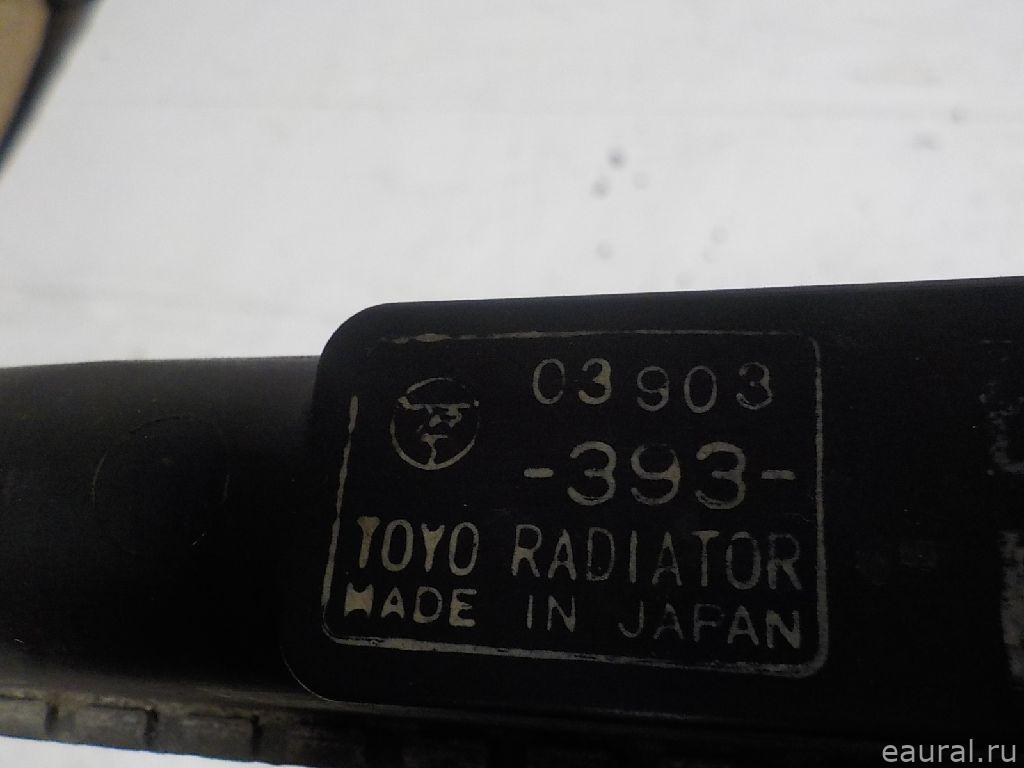 03903
-393-
TOYO RADIATOR
MADE IN JAPAN
eaural.ru